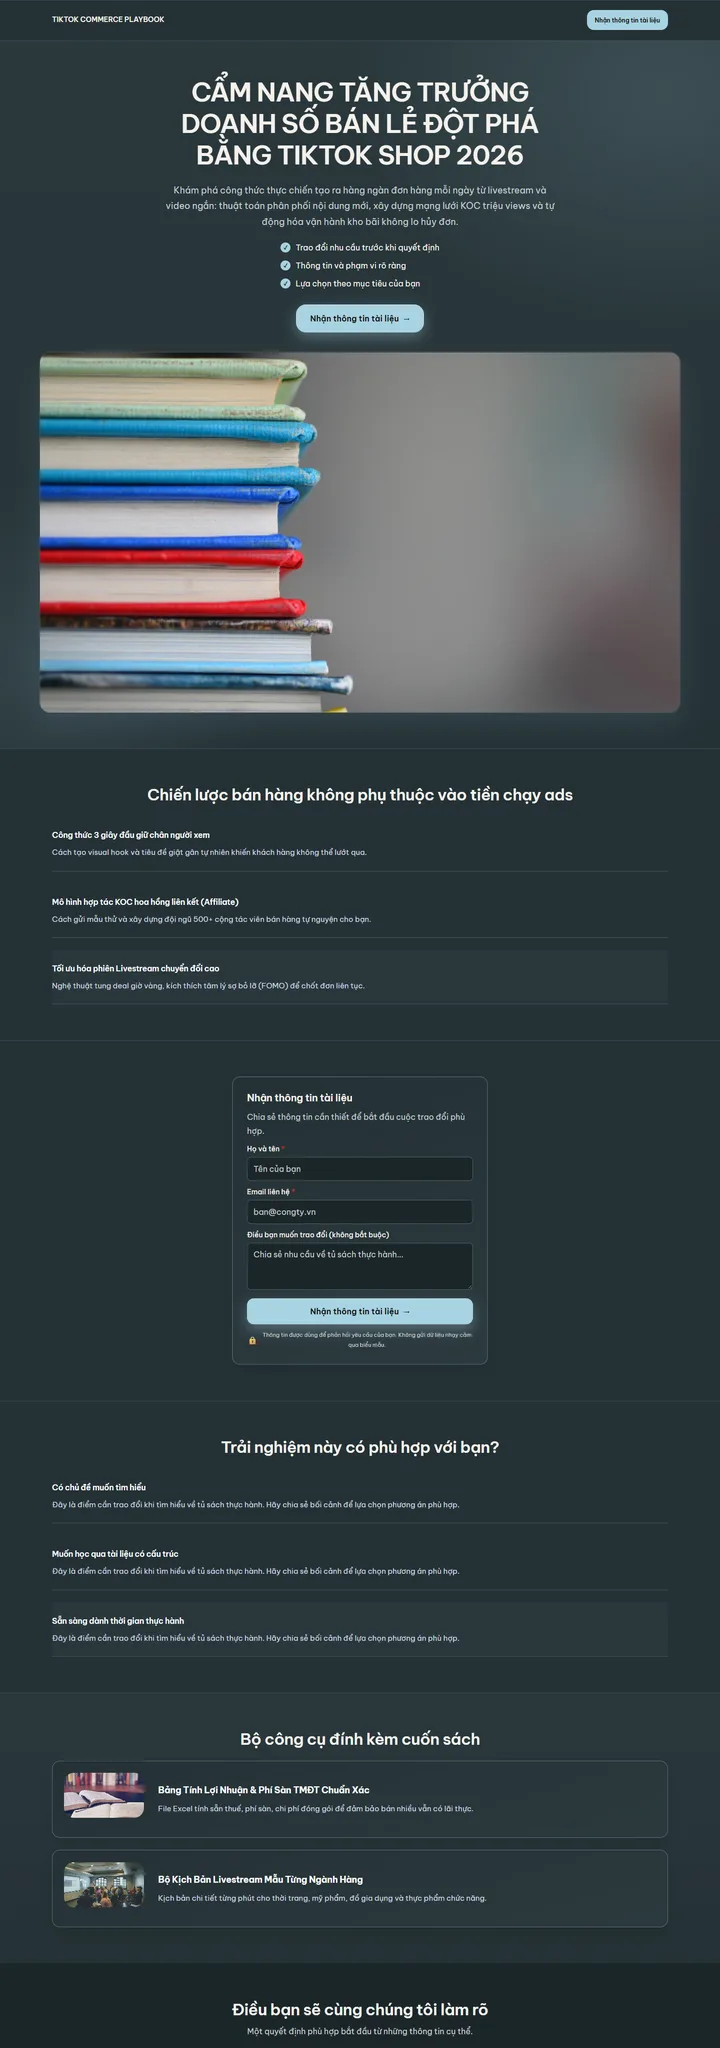 TIKTOK COMMERCE PLAYBOOK
Nhận thông tin tài liệu
CẨM NANG TĂNG TRƯỞNG
DOANH SỐ BÁN LẺ ĐỘT PHÁ
BẰNG TIKTOK SHOP 2026
Khám phá công thức thực chiến tạo ra hàng ngàn đơn hàng mỗi ngày từ livestream và
video ngắn: thuật toán phân phối nội dung mới, xây dựng mạng lưới KOC triệu views và tự
động hóa vận hành kho bãi không lo hủy đơn.
Trao đổi nhu cầu trước khi quyết định
Thông tin và phạm vi rõ ràng
Lựa chọn theo mục tiêu của bạn
Nhận thông tin tài liệu →
Chiến lược bán hàng không phụ thuộc vào tiền chạy ads
Công thức 3 giây đầu giữ chân người xem
Cách tạo visual hook và tiêu đề giật gân tự nhiên khiến khách hàng không thể lướt qua.
Mô hình hợp tác KOC hoa hồng liên kết (Affiliate)
Cách gửi mẫu thử và xây dựng đội ngũ 500+ cộng tác viên bán hàng tự nguyện cho bạn.
Tối ưu hóa phiên Livestream chuyển đổi cao
Nghệ thuật tung deal giờ vàng, kích thích tâm lý sợ bỏ lỡ (FOMO) để chốt đơn liên tục.
Nhận thông tin tài liệu
Chia sẻ thông tin cần thiết để bắt đầu cuộc trao đổi phù
hợp.
Họ và tên *
Tên của bạn
Email liên hệ *
ban@congty.vn
Điều bạn muốn trao đổi (không bắt buộc)
Chia sẻ nhu cầu về tủ sách thực hành...
Nhận thông tin tài liệu →
Thông tin được dùng để phản hồi yêu cầu của bạn. Không gửi dữ liệu nhạy cảm
qua biểu mẫu.
Trải nghiệm này có phù hợp với bạn?
Có chủ đề muốn tìm hiểu
Đây là điểm cần trao đổi khi tìm hiểu về tủ sách thực hành. Hãy chia sẻ bối cảnh để lựa chọn phương án phù hợp.
Muốn học qua tài liệu có cấu trúc
Đây là điểm cần trao đổi khi tìm hiểu về tủ sách thực hành. Hãy chia sẻ bối cảnh để lựa chọn phương án phù hợp.
Sẵn sàng dành thời gian thực hành
Đây là điểm cần trao đổi khi tìm hiểu về tủ sách thực hành. Hãy chia sẻ bối cảnh để lựa chọn phương án phù hợp.
Bộ công cụ đính kèm cuốn sách
Bảng Tính Lợi Nhuận & Phí Sàn TMĐT Chuẩn Xác
File Excel tính sẵn thuế, phí sàn, chi phí đóng gói để đảm bảo bán nhiều vẫn có lãi thực.
Bộ Kịch Bản Livestream Mẫu Từng Ngành Hàng
Kịch bản chi tiết từng phút cho thời trang, mỹ phẩm, đồ gia dụng và thực phẩm chức năng.
Điều bạn sẽ cùng chúng tôi làm rõ
Một quyết định phù hợp bắt đầu từ những thông tin cụ thể.